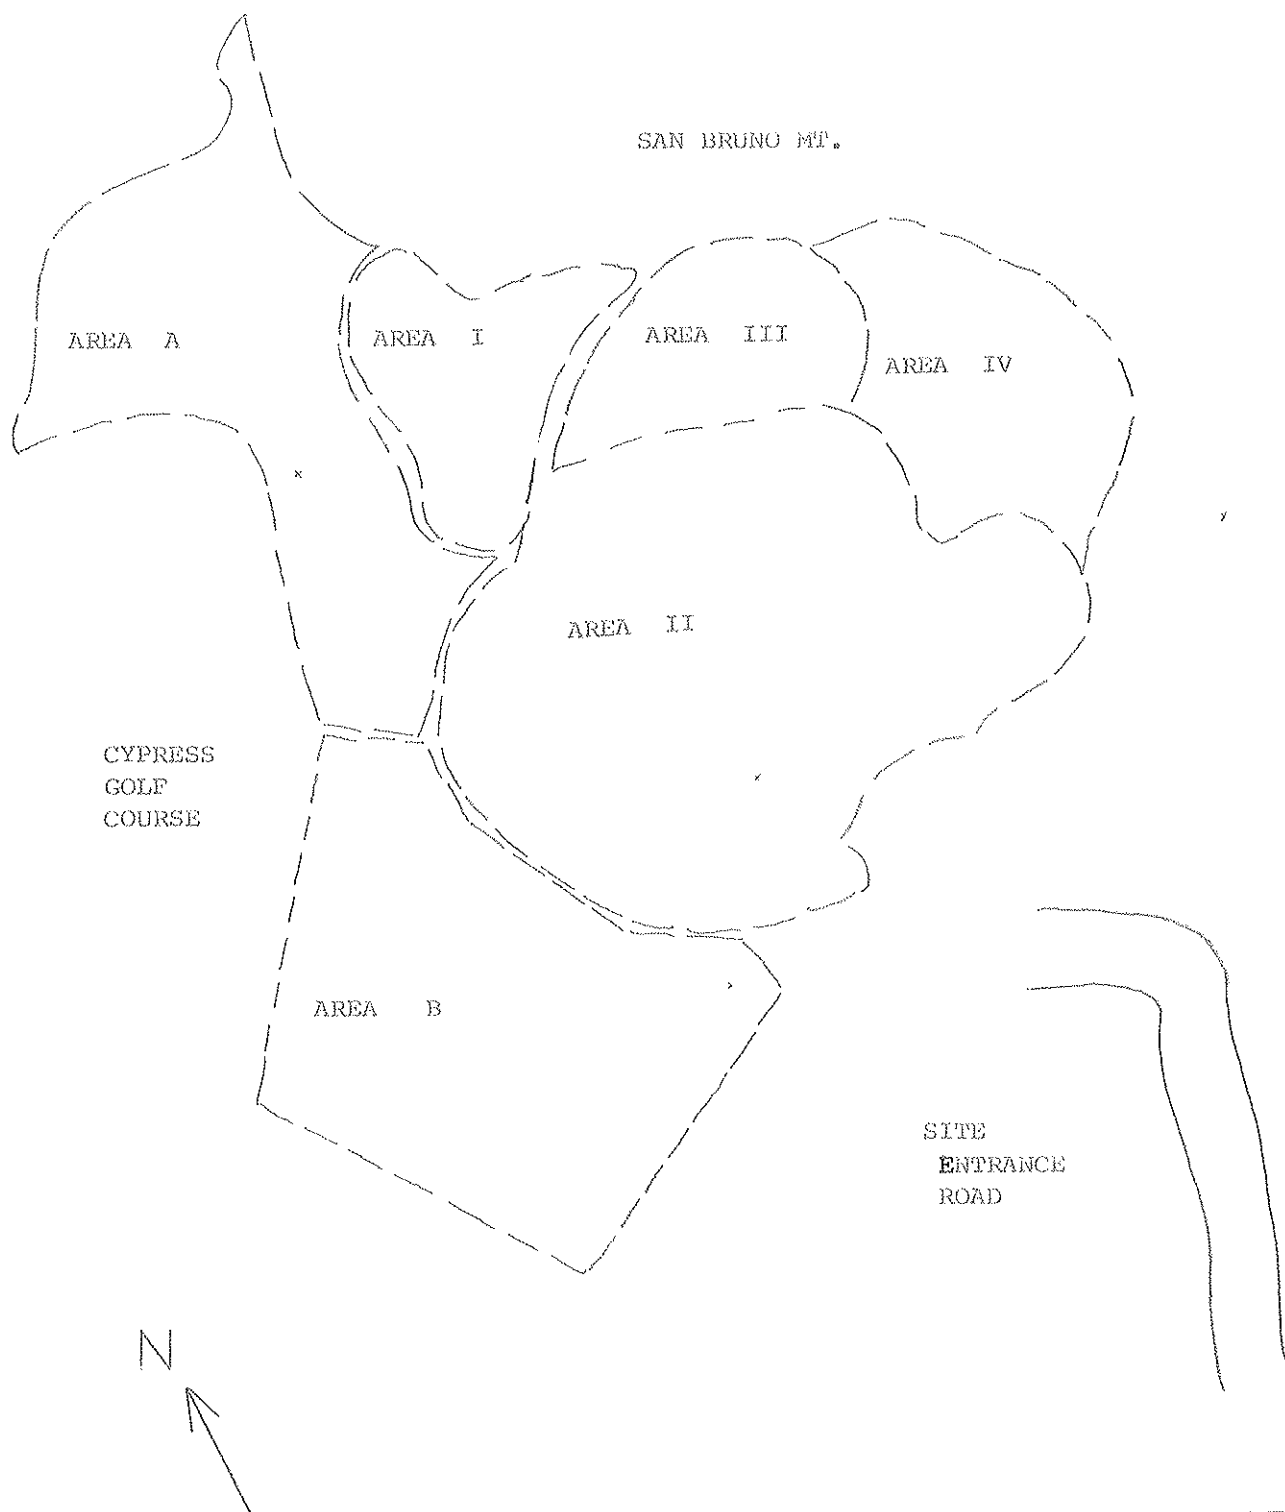 SAN BRUNO MT.
AREA A
AREA I
AREA III
AREA IV
AREA II
CYPRESS
GOLF
COURSE
AREA B
SITE
ENTRANCE
ROAD
N